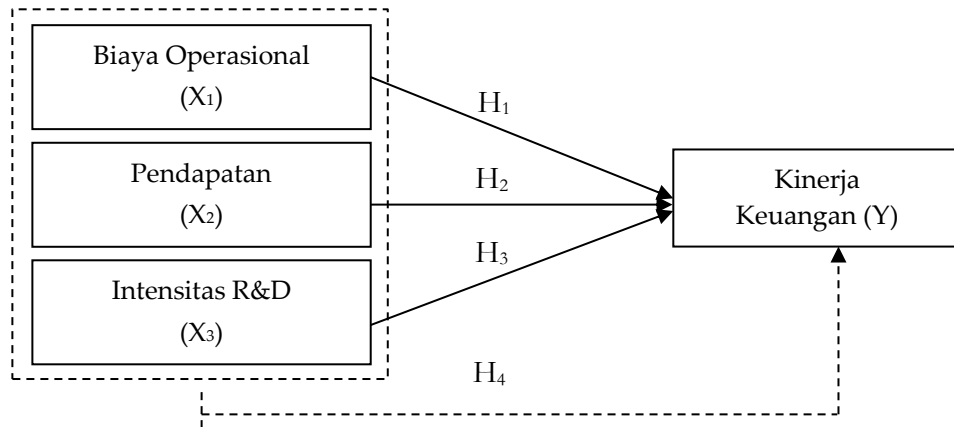 Biaya Operasional
(X₁)
H₁
Pendapatan
(X₂)
H₂
Kinerja
Keuangan (Y)
H₃
Intensitas R&D
(X₃)
H₄